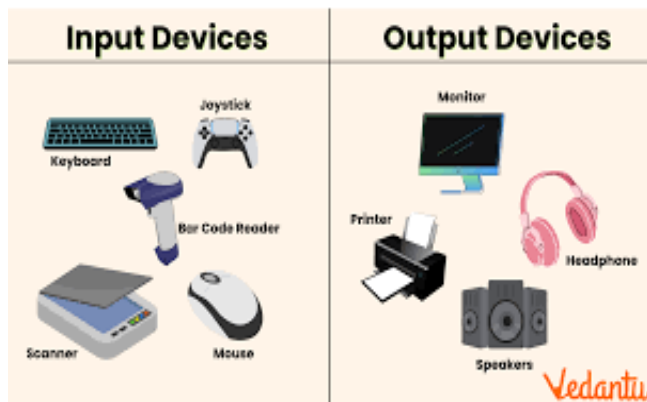 Input Devices
Output Devices
Joystick
Keyboard
Bar Code Reader
Scanner
Mouse
Monitor
Printer
Headphone
Speakers
Vedantu